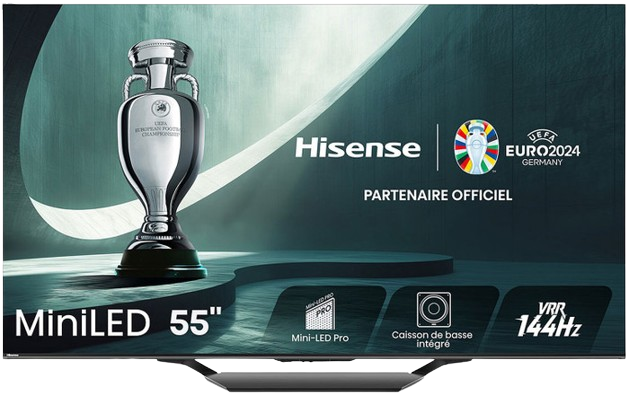 UEFA
EUROPEAN FOOTBALL
CHAMPIONSHIP
Hisense
UEFA
EURO2024
GERMANY
PARTENAIRE OFFICIEL
MiniLED 55"
MINI-LED PRO
PRO
Mini-LED Pro
Caisson de basse
intégré
VRR
144Hz
Hisense